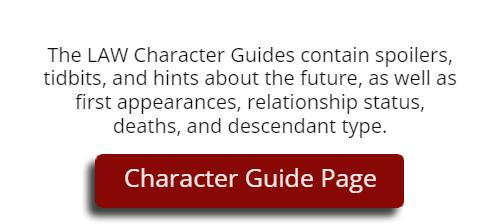 The LAW Character Guides contain spoilers,
tidbits, and hints about the future, as well as
first appearances, relationship status,
deaths, and descendant type.
Character Guide Page